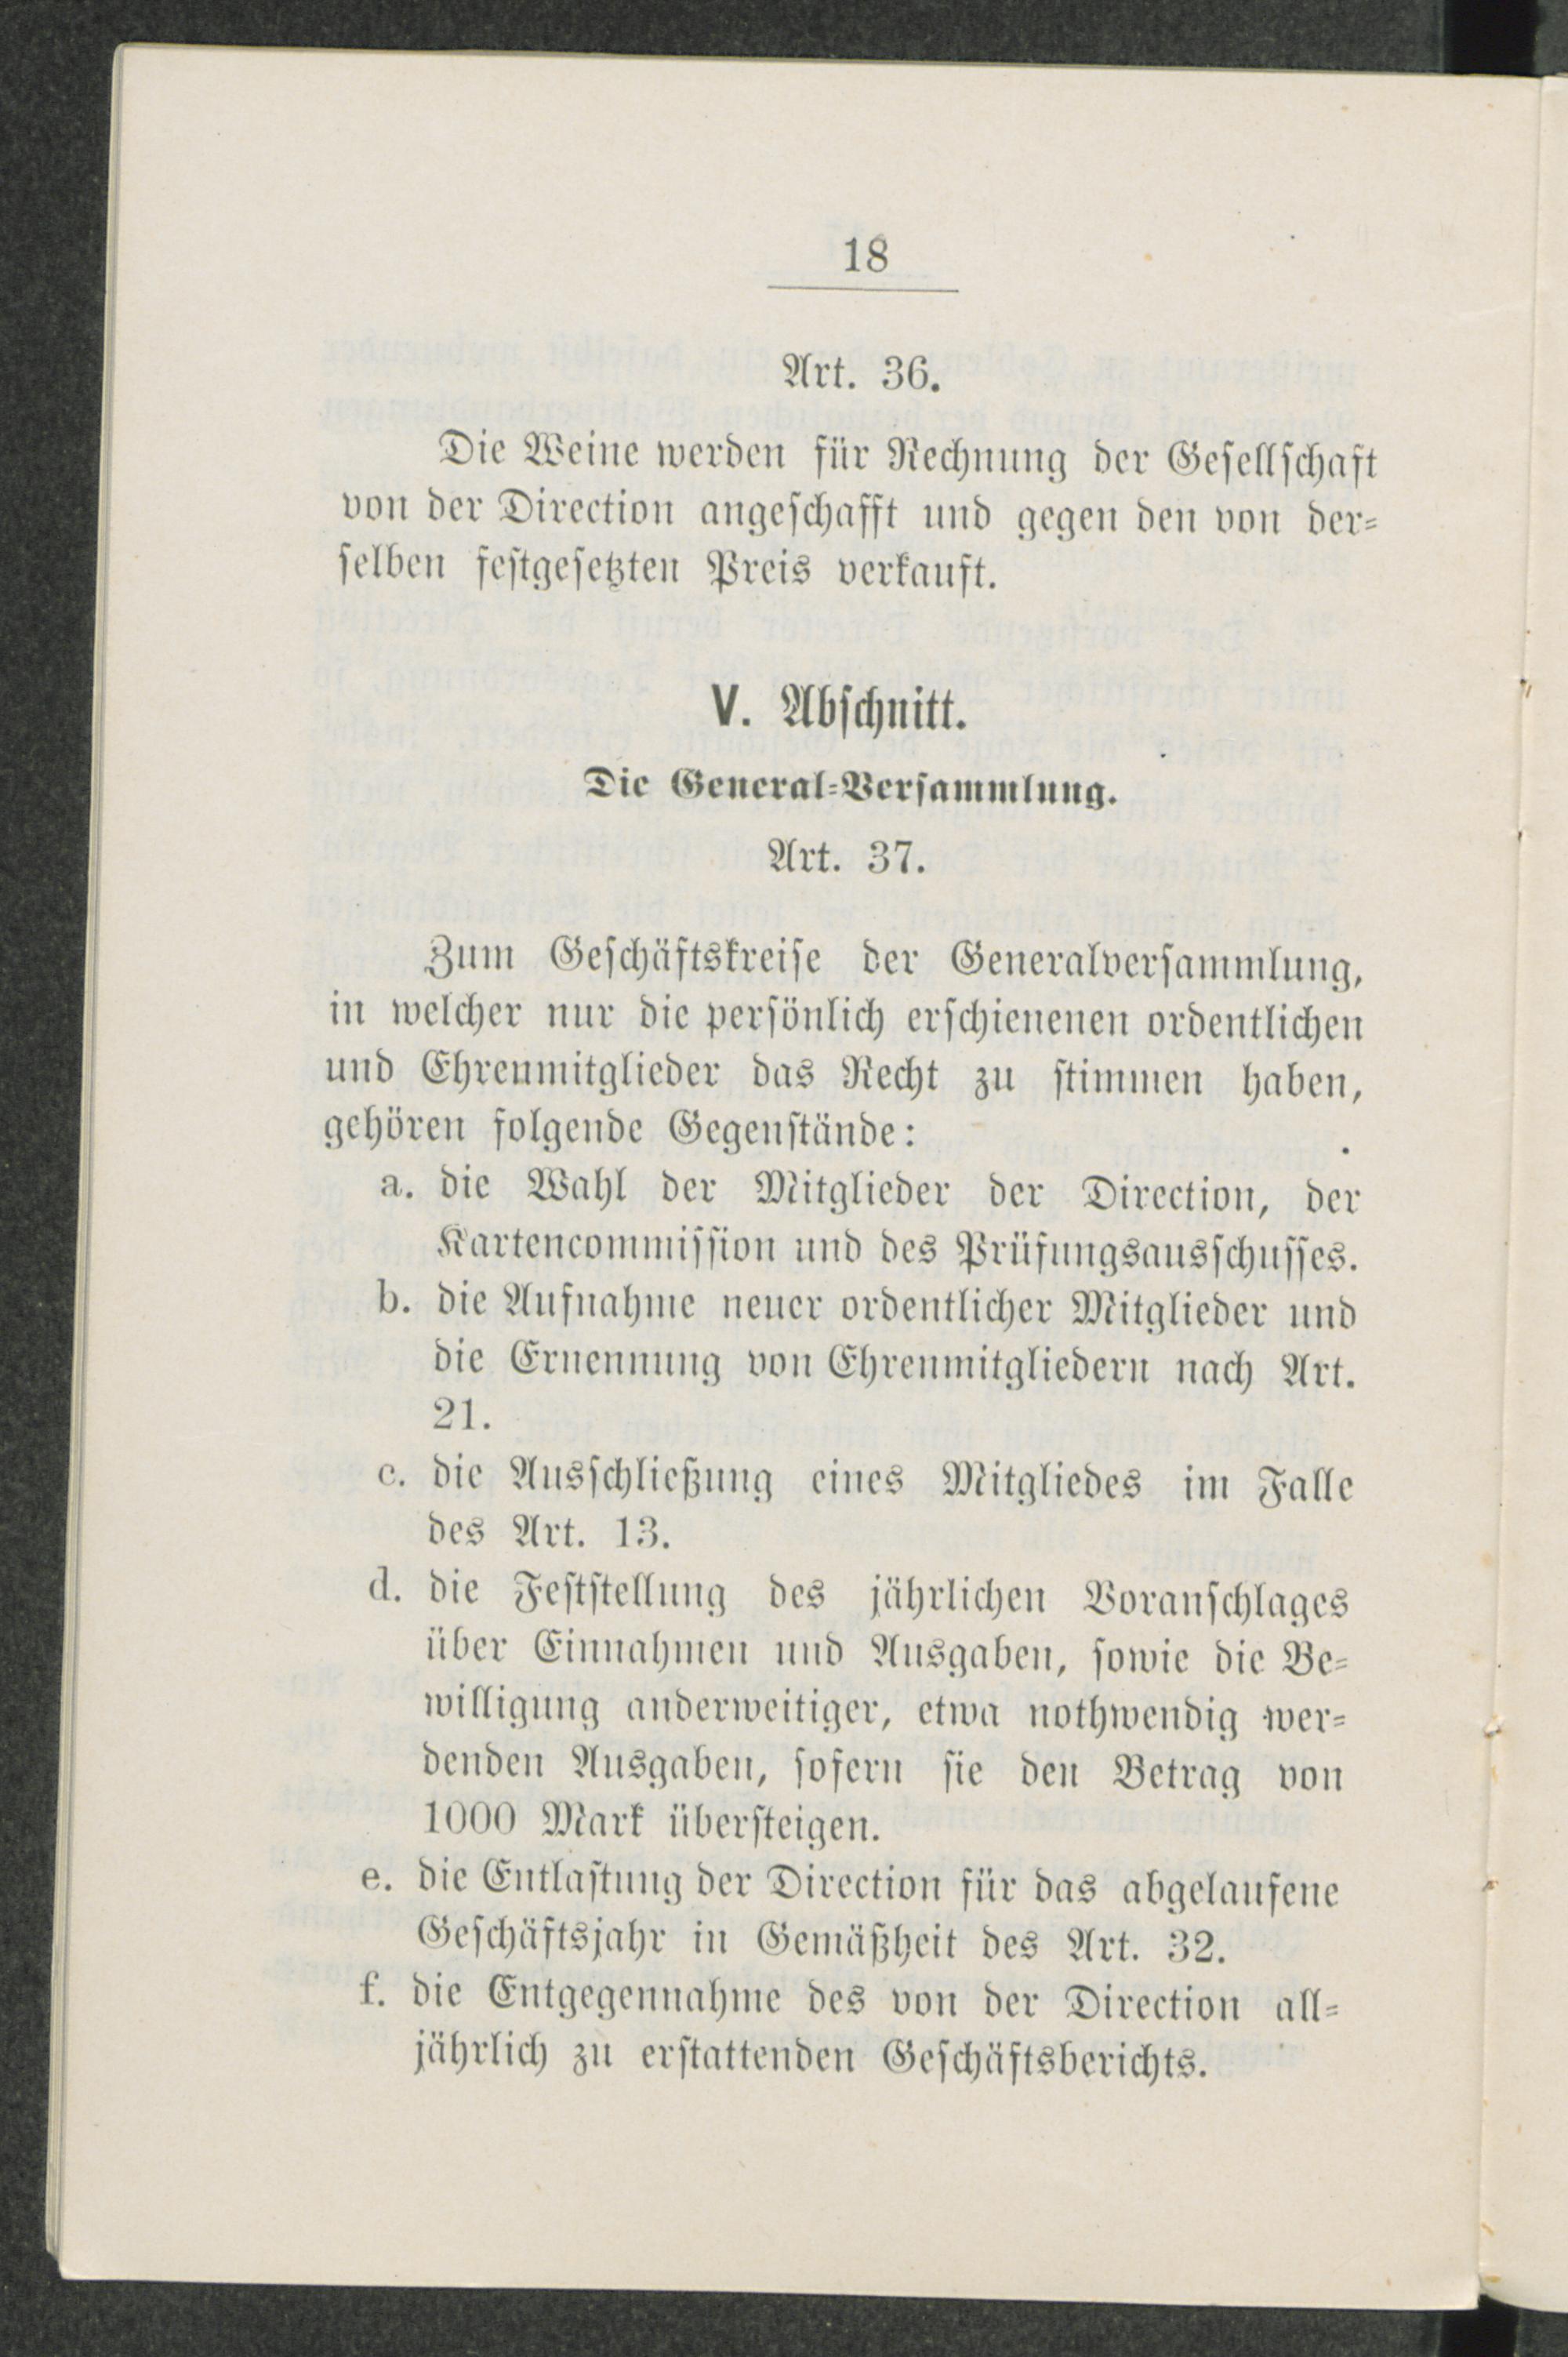 18
Art. 36.
Die Weine werden für Rechnung der Gesellschaft
von der Direction angeschafft und gegen den von der-
selben festgesetzten Preis verkauft.
V. Abschnitt.
Die General-Versammlung.
Art. 37.
Zum Geschäftskreise der Generalversammlung,
in welcher nur die persönlich erschienenen ordentlichen
und Ehrenmitglieder das Recht zu stimmen haben,
gehören folgende Gegenstände:
a. die Wahl der Mitglieder der Direction, der
Kartencommission und des Prüfungsausschusses.
b. die Aufnahme neuer ordentlicher Mitglieder und
die Ernennung von Ehrenmitgliedern nach Art.
21.
c. die Ausschließung eines Mitgliedes im Falle
des Art. 13.
d. die Feststellung des jährlichen Voranschlages
über Einnahmen und Ausgaben, sowie die Be-
willigung anderweitiger, etwa nothwendig wer-
denden Ausgaben, sofern sie den Betrag von
1000 Mark übersteigen.
e. die Entlastung der Direction für das abgelaufene
Geschäftsjahr in Gemäßheit des Art. 32.
f. die Entgegennahme des von der Direction all-
jährlich zu erstattenden Geschäftsberichts.